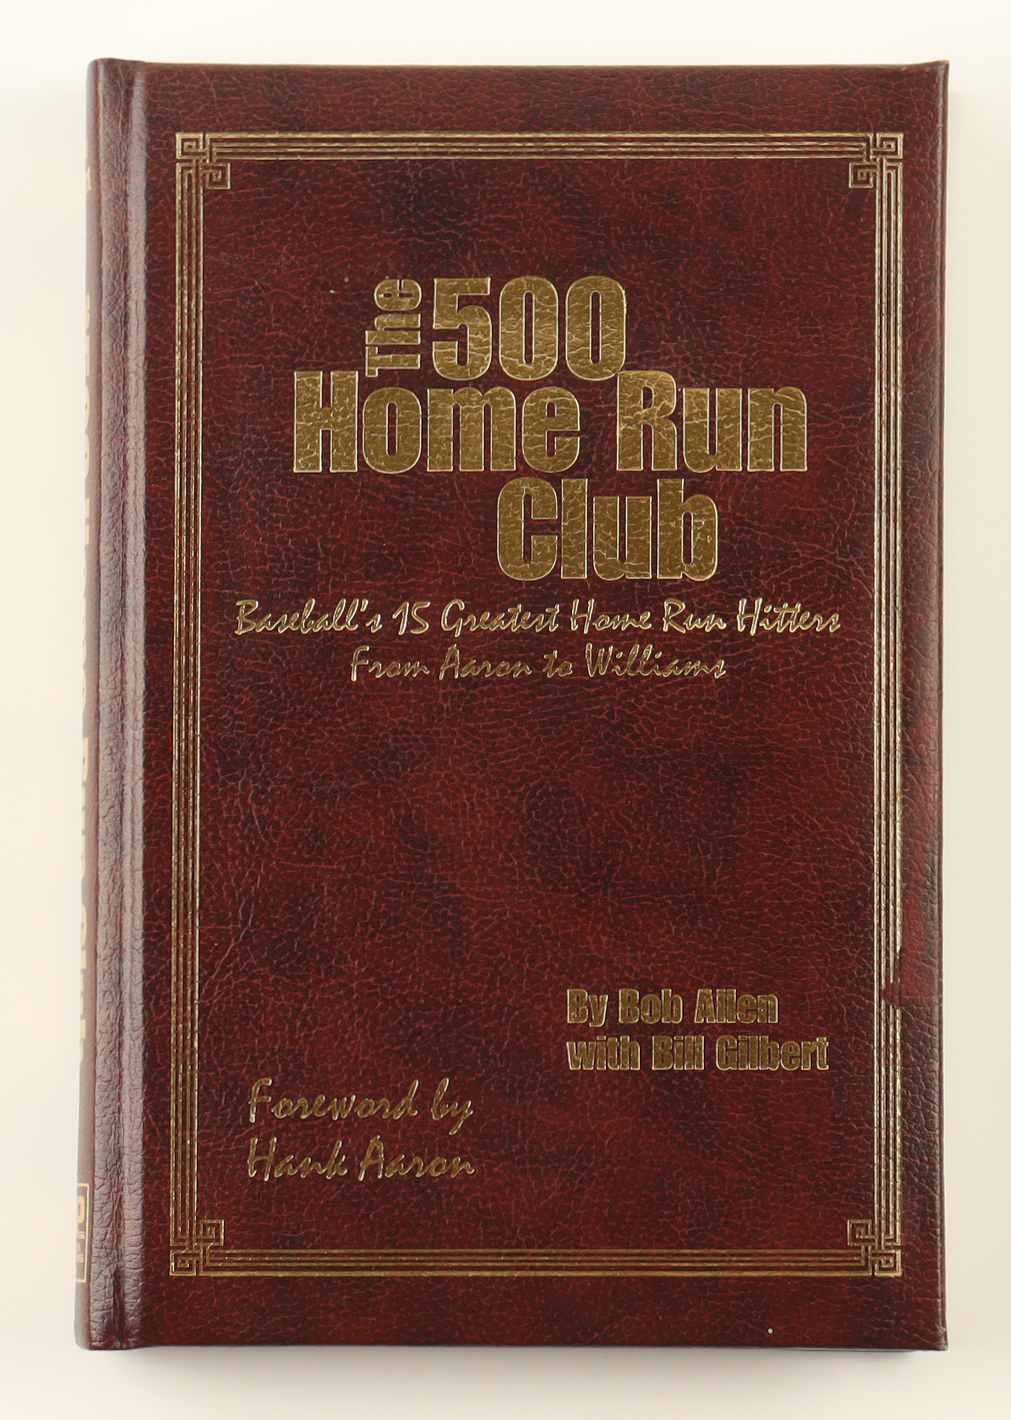 The 500
Home Run
Club
Baseball's 15 Greatest Home Run Hitters
From Aaron to Williams
By Bob Allen
with Bill Gilbert
Foreword by
Hank Aaron